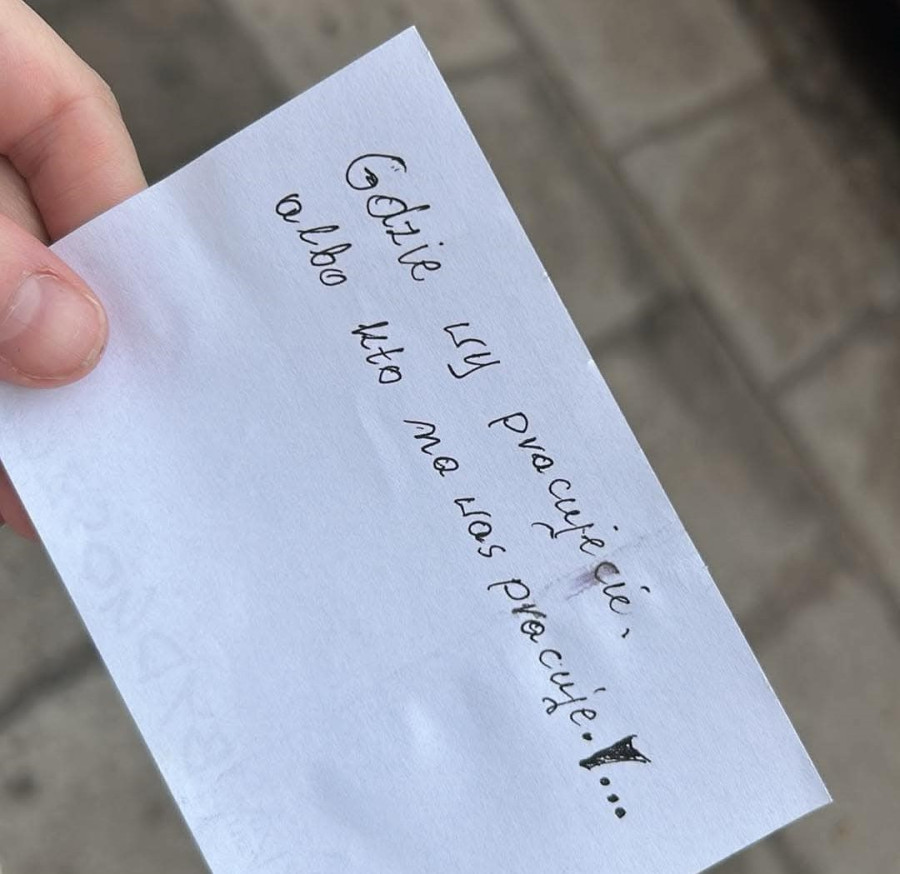 Gdzie wy pracujecie.
albo kto na was pracuje....